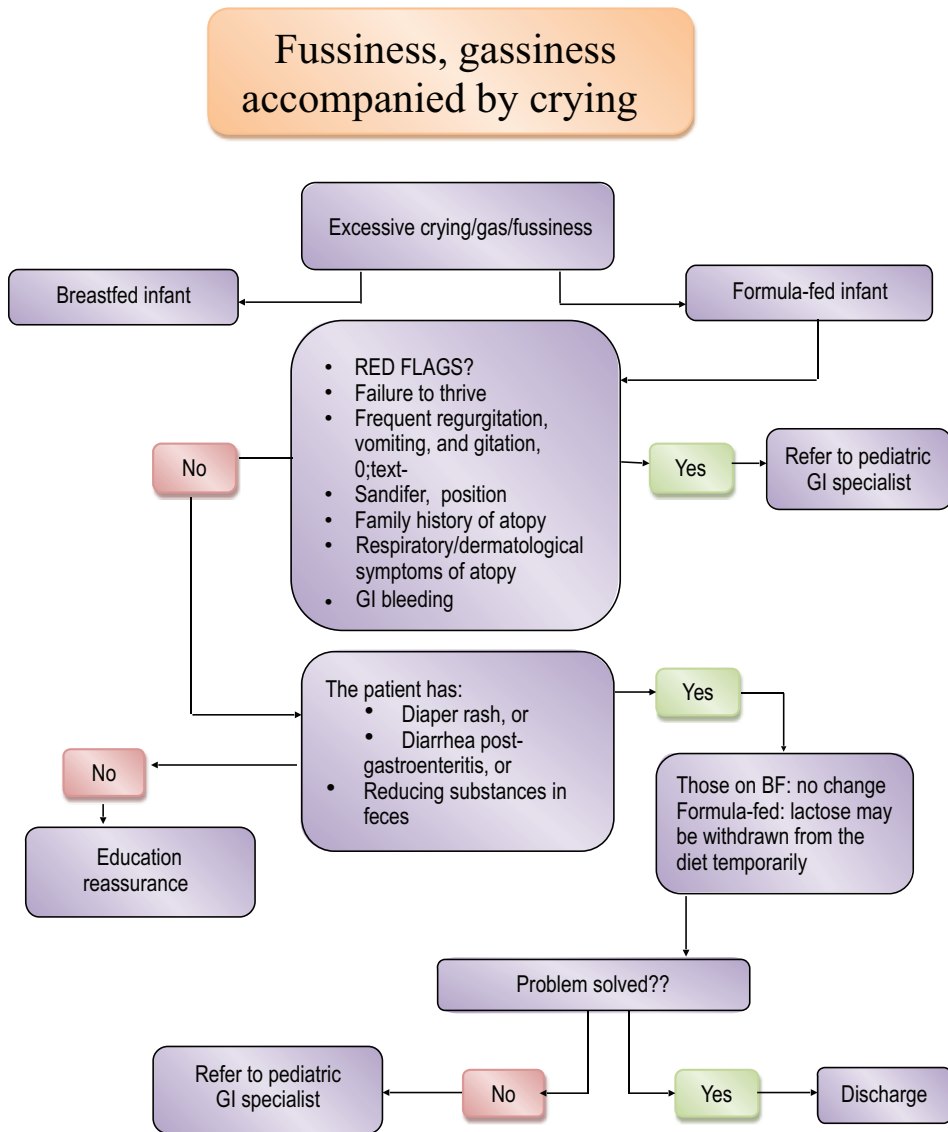 Fussiness, gassiness
accompanied by crying
Excessive crying/gas/fussiness
Breastfed infant
Formula-fed infant
• RED FLAGS?
• Failure to thrive
• Frequent regurgitation,
vomiting, and gitation,
0;text-
• Sandifer, position
• Family history of atopy
• Respiratory/dermatological
symptoms of atopy
• GI bleeding
No
Yes
Refer to pediatric
GI specialist
The patient has:
• Diaper rash, or
• Diarrhea post-
gastroenteritis, or
• Reducing substances in
feces
Yes
No
Education
reassurance
Those on BF: no change
Formula-fed: lactose may
be withdrawn from the
diet temporarily
Problem solved??
Refer to pediatric
GI specialist
No
Yes
Discharge